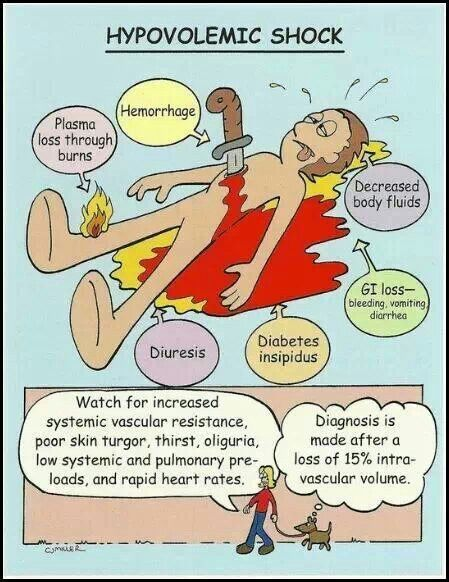 HYPOVOLEMIC SHOCK
Hemorrhage
Plasma
loss through
burns
Decreased
body fluids
GI loss—
bleeding, vomiting,
diarrhea
Diuresis
Diabetes
insipidus
Watch for increased
systemic vascular resistance,
poor skin turgor, thirst, oliguria,
low systemic and pulmonary pre-
loads, and rapid heart rates.
Diagnosis is
made after a
loss of 15% intra-
vascular volume.
CJMILLER